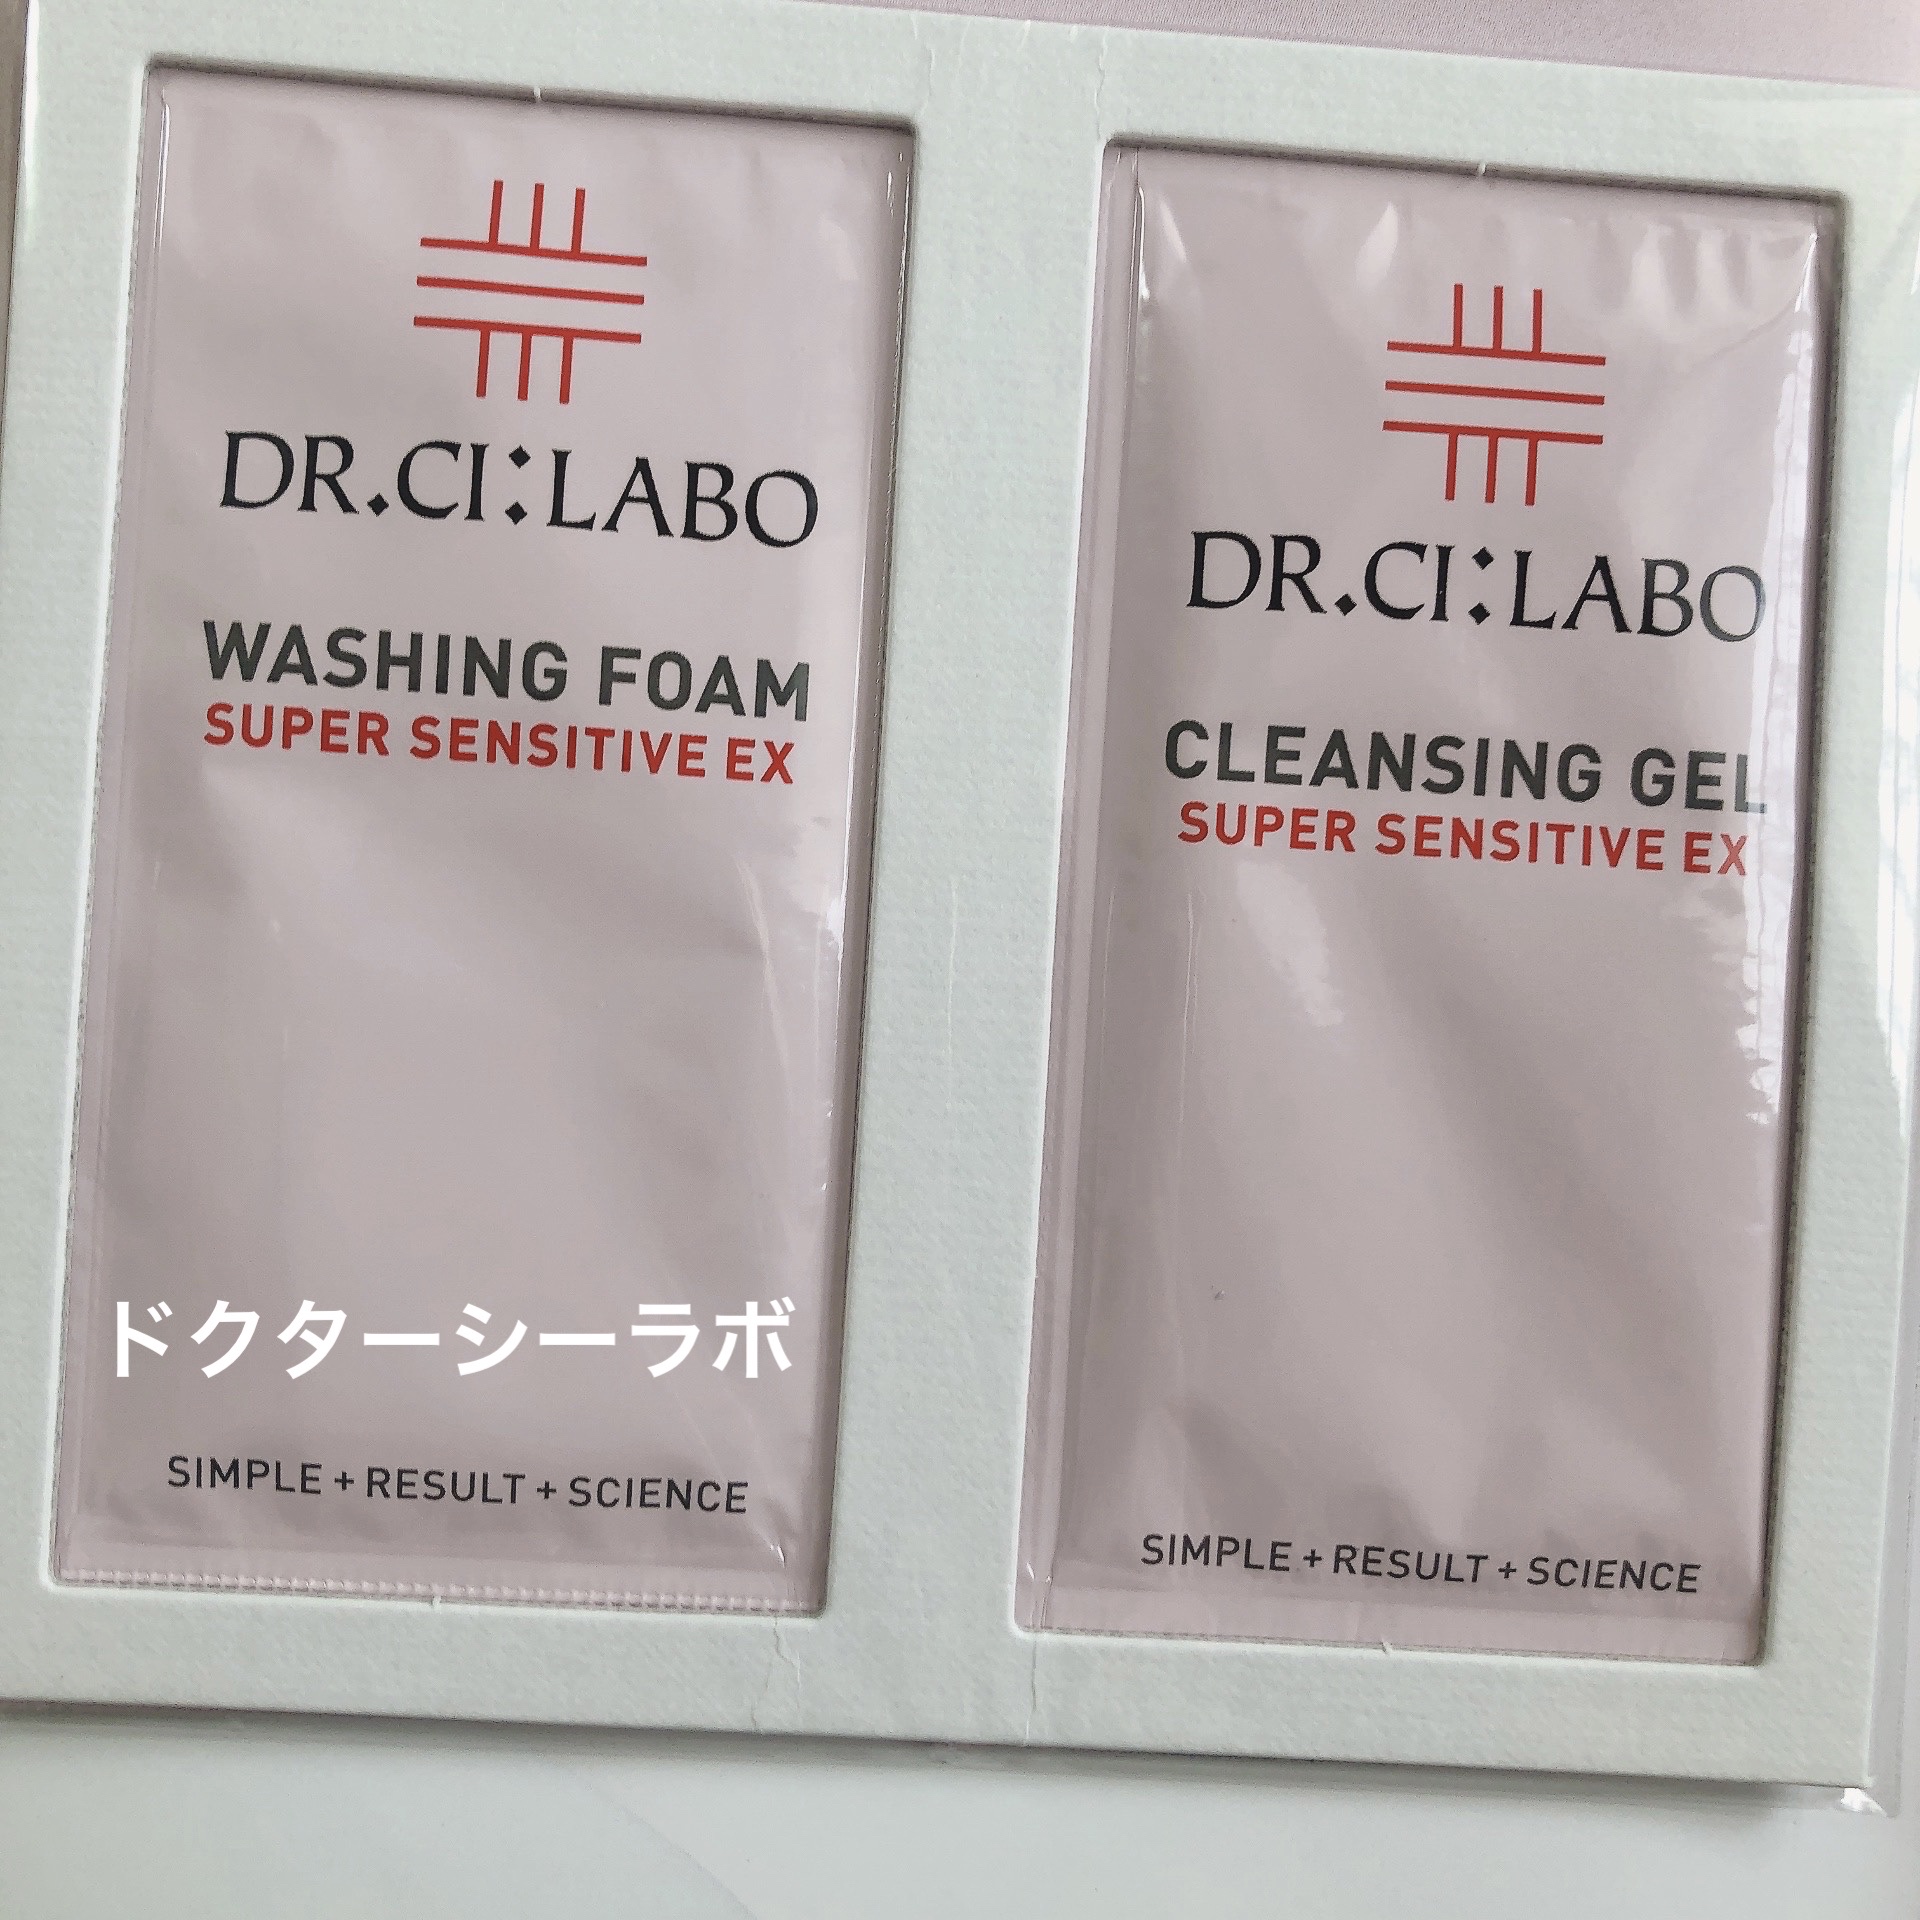 DR.CI:LABO
WASHING FOAM
SUPER SENSITIVE EX
ドクターシーラボ
SIMPLE + RESULT + SCIENCE
DR.CI:LABO
CLEANSING GEL
SUPER SENSITIVE EX
SIMPLE + RESULT + SCIENCE